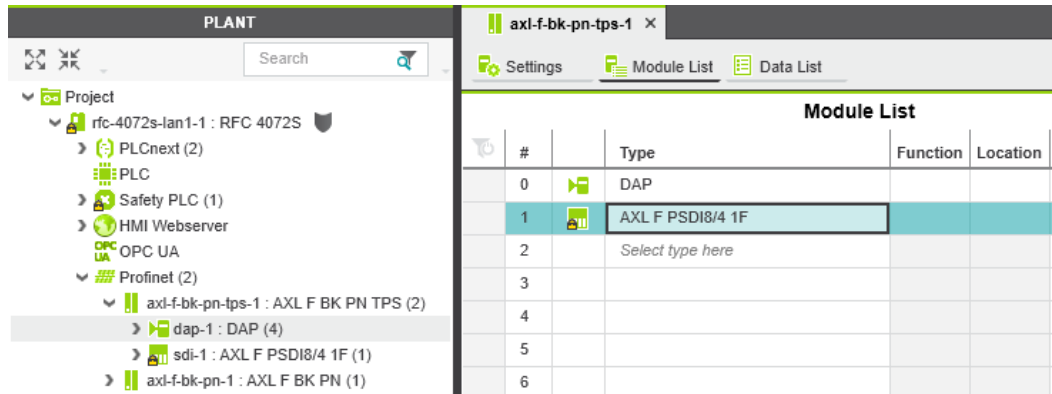 PLANT
Search
Project
rfc-4072s-lan1-1 : RFC 4072S
PLCnext (2)
PLC
Safety PLC (1)
HMI Webserver
OPC UA OPC UA
Profinet (2)
axl-f-bk-pn-tps-1 : AXL F BK PN TPS (2)
dap-1 : DAP (4)
sdi-1 : AXL F PSDI8/4 1F (1)
axl-f-bk-pn-1 : AXL F BK PN (1)
axl-f-bk-pn-tps-1 ×
Settings Module List Data List
Module List
# Type Function Location
0 DAP
1 AXL F PSDI8/4 1F
2 Select type here
3
4
5
6